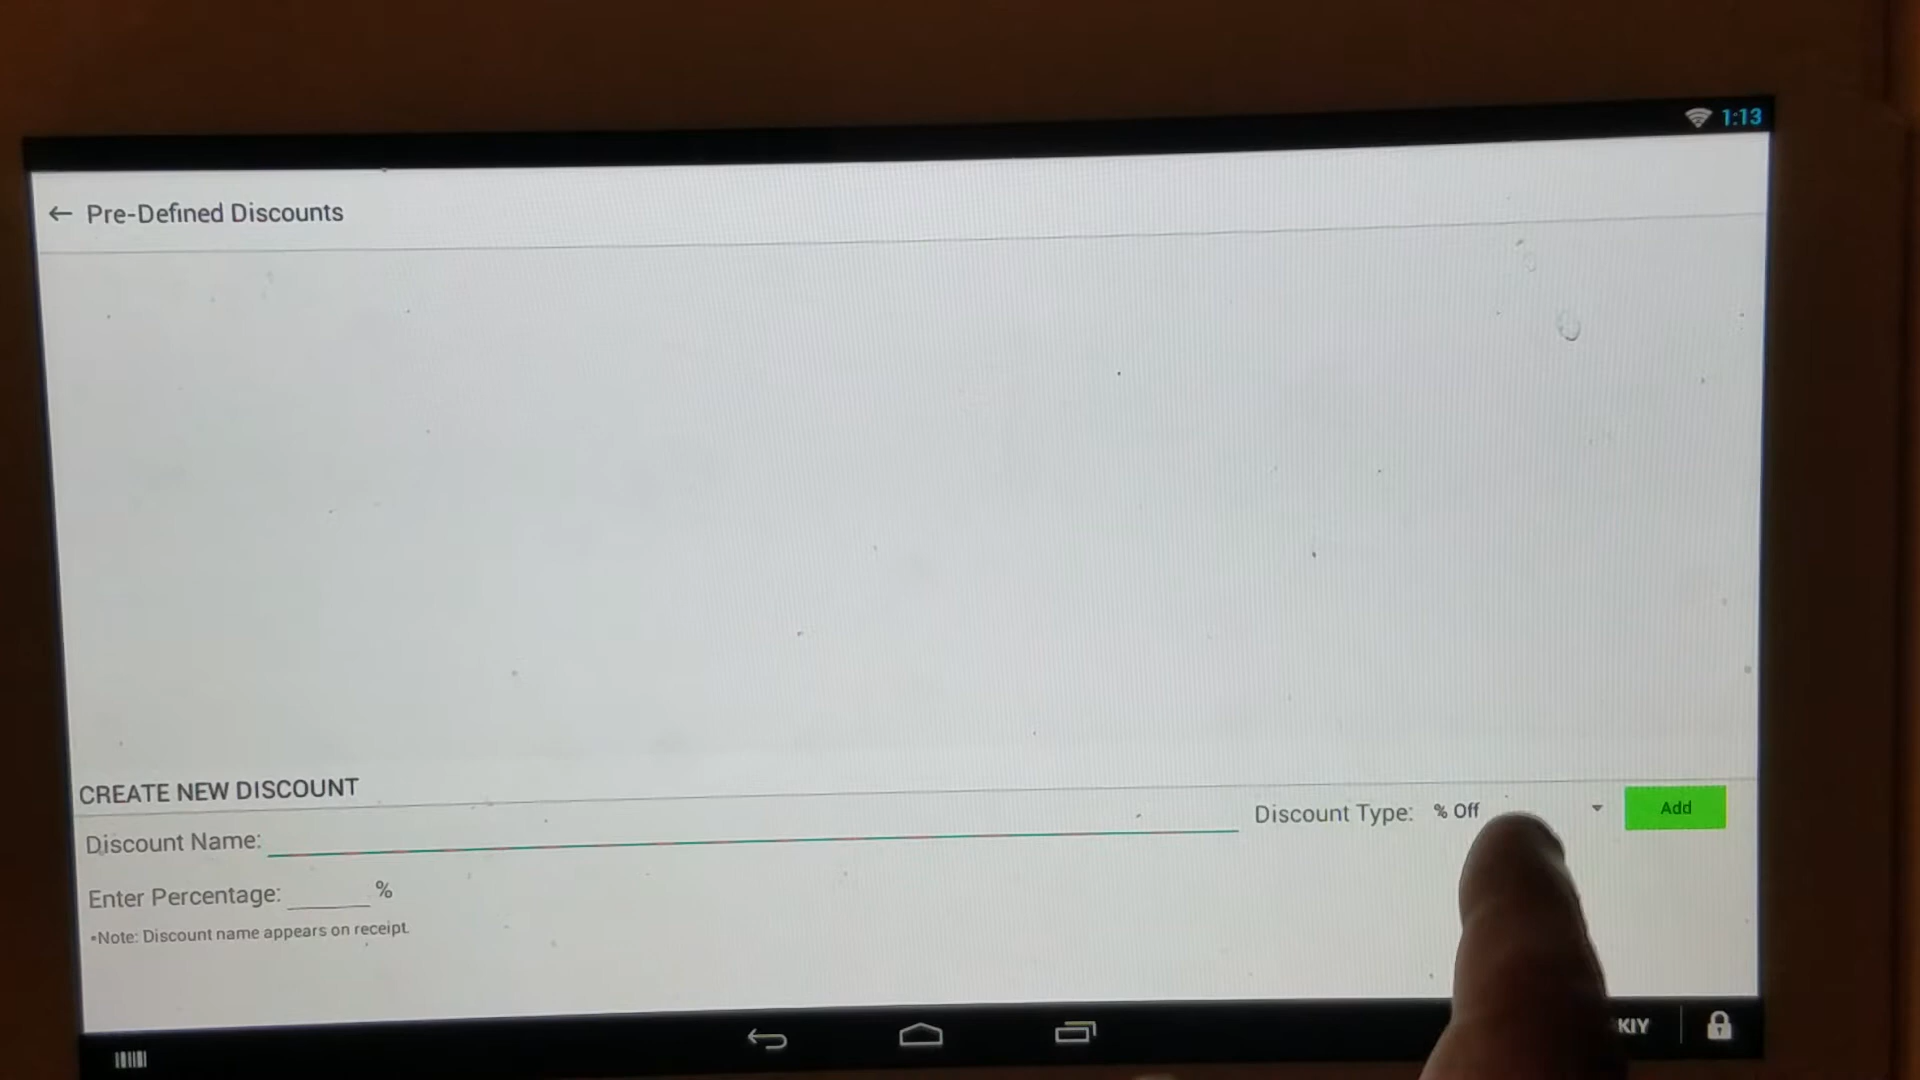 1:13
← Pre-Defined Discounts
CREATE NEW DISCOUNT
Discount Name:
Discount Type: % Off
Add
Enter Percentage: %
*Note: Discount name appears on receipt.
KIY